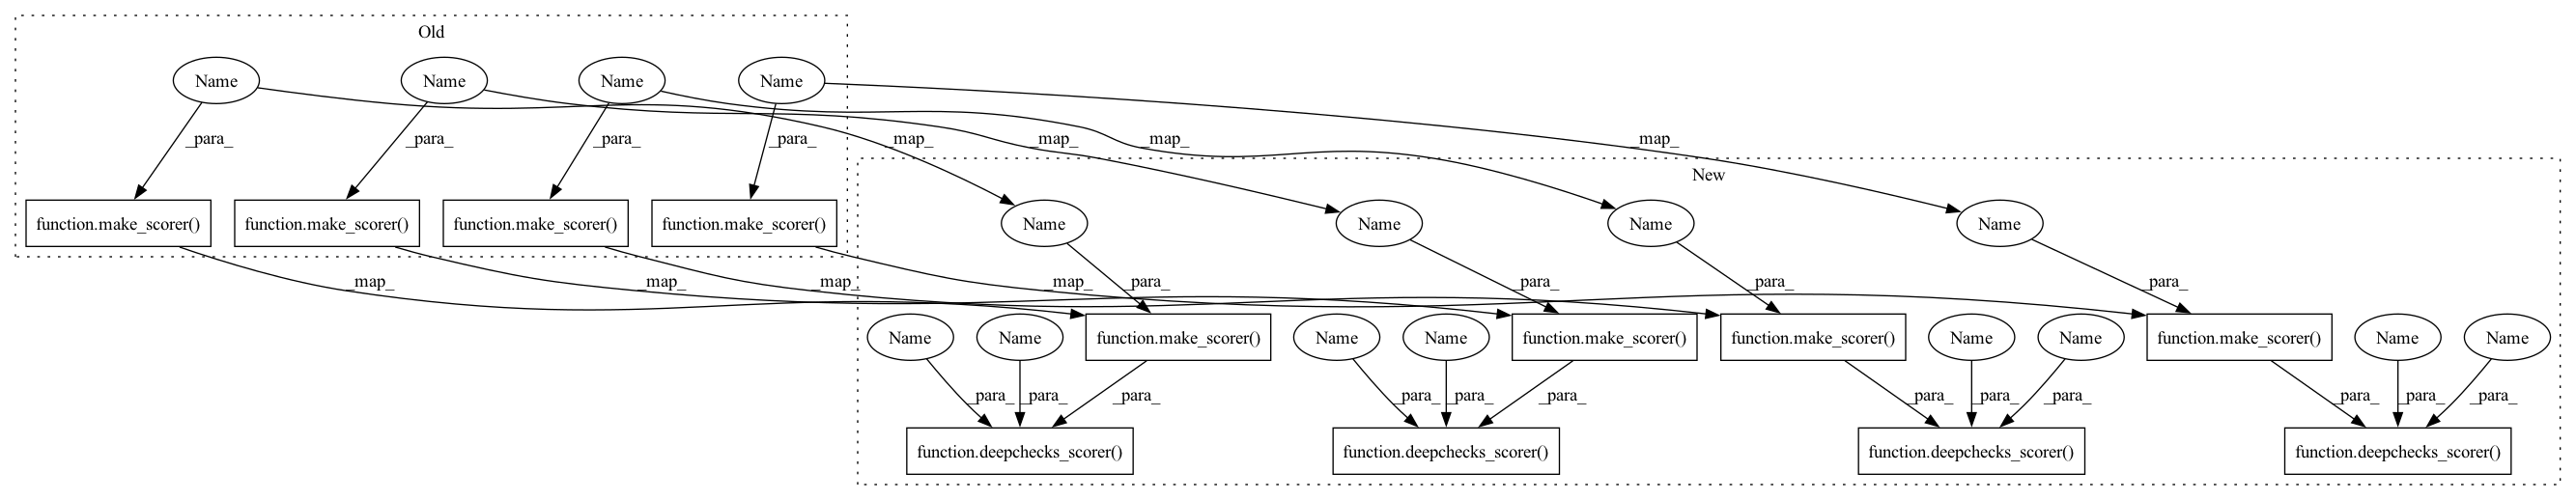 Old
Name Name Name Name
_para_ _para_ _para_ _para_ _map_ _map_ _map_ _map_
New
function.make_scorer() function.make_scorer() function.make_scorer() function.make_scorer() Name Name Name Name
_map_ _map_ _map_ _map_ _para_ _para_ _para_ _para_
Name Name function.make_scorer() Name Name function.make_scorer() function.make_scorer() Name Name function.make_scorer() Name Name
_para_ _para_ _para_ _para_ _para_ _para_ _para_ _para_ _para_ _para_ _para_ _para_
function.deepchecks_scorer() function.deepchecks_scorer() function.deepchecks_scorer() function.deepchecks_scorer()